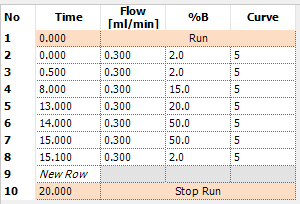 No Time Flow [ml/min] %B Curve
1 0.000 Run
2 0.000 0.300 2.0 5
3 0.500 0.300 2.0 5
4 8.000 0.300 15.0 5
5 13.000 0.300 20.0 5
6 14.000 0.300 50.0 5
7 15.000 0.300 50.0 5
8 15.100 0.300 2.0 5
9 New Row
10 20.000 Stop Run